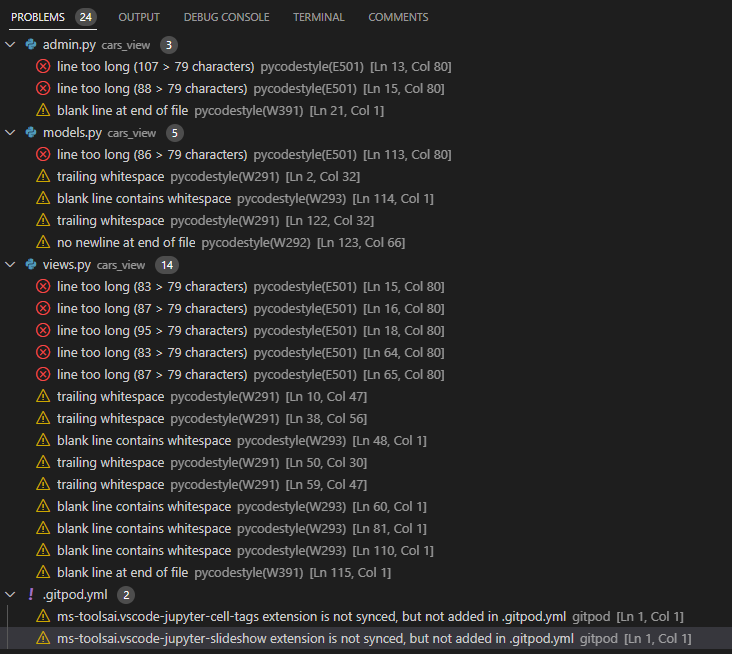 PROBLEMS 24 OUTPUT DEBUG CONSOLE TERMINAL COMMENTS
admin.py cars_view 3
line too long (107 > 79 characters) pycodestyle(E501) [Ln 13, Col 80]
line too long (88 > 79 characters) pycodestyle(E501) [Ln 15, Col 80]
blank line at end of file pycodestyle(W391) [Ln 21, Col 1]
models.py cars_view 5
line too long (86 > 79 characters) pycodestyle(E501) [Ln 113, Col 80]
trailing whitespace pycodestyle(W291) [Ln 2, Col 32]
blank line contains whitespace pycodestyle(W293) [Ln 114, Col 1]
trailing whitespace pycodestyle(W291) [Ln 122, Col 32]
no newline at end of file pycodestyle(W292) [Ln 123, Col 66]
views.py cars_view 14
line too long (83 > 79 characters) pycodestyle(E501) [Ln 15, Col 80]
line too long (87 > 79 characters) pycodestyle(E501) [Ln 16, Col 80]
line too long (95 > 79 characters) pycodestyle(E501) [Ln 18, Col 80]
line too long (83 > 79 characters) pycodestyle(E501) [Ln 64, Col 80]
line too long (87 > 79 characters) pycodestyle(E501) [Ln 65, Col 80]
trailing whitespace pycodestyle(W291) [Ln 10, Col 47]
trailing whitespace pycodestyle(W291) [Ln 38, Col 56]
blank line contains whitespace pycodestyle(W293) [Ln 48, Col 1]
trailing whitespace pycodestyle(W291) [Ln 50, Col 30]
trailing whitespace pycodestyle(W291) [Ln 59, Col 47]
blank line contains whitespace pycodestyle(W293) [Ln 60, Col 1]
blank line contains whitespace pycodestyle(W293) [Ln 81, Col 1]
blank line contains whitespace pycodestyle(W293) [Ln 110, Col 1]
blank line at end of file pycodestyle(W391) [Ln 115, Col 1]
! .gitpod.yml 2
ms-toolsai.vscode-jupyter-cell-tags extension is not synced, but not added in .gitpod.yml gitpod [Ln 1, Col 1]
ms-toolsai.vscode-jupyter-slideshow extension is not synced, but not added in .gitpod.yml gitpod [Ln 1, Col 1]